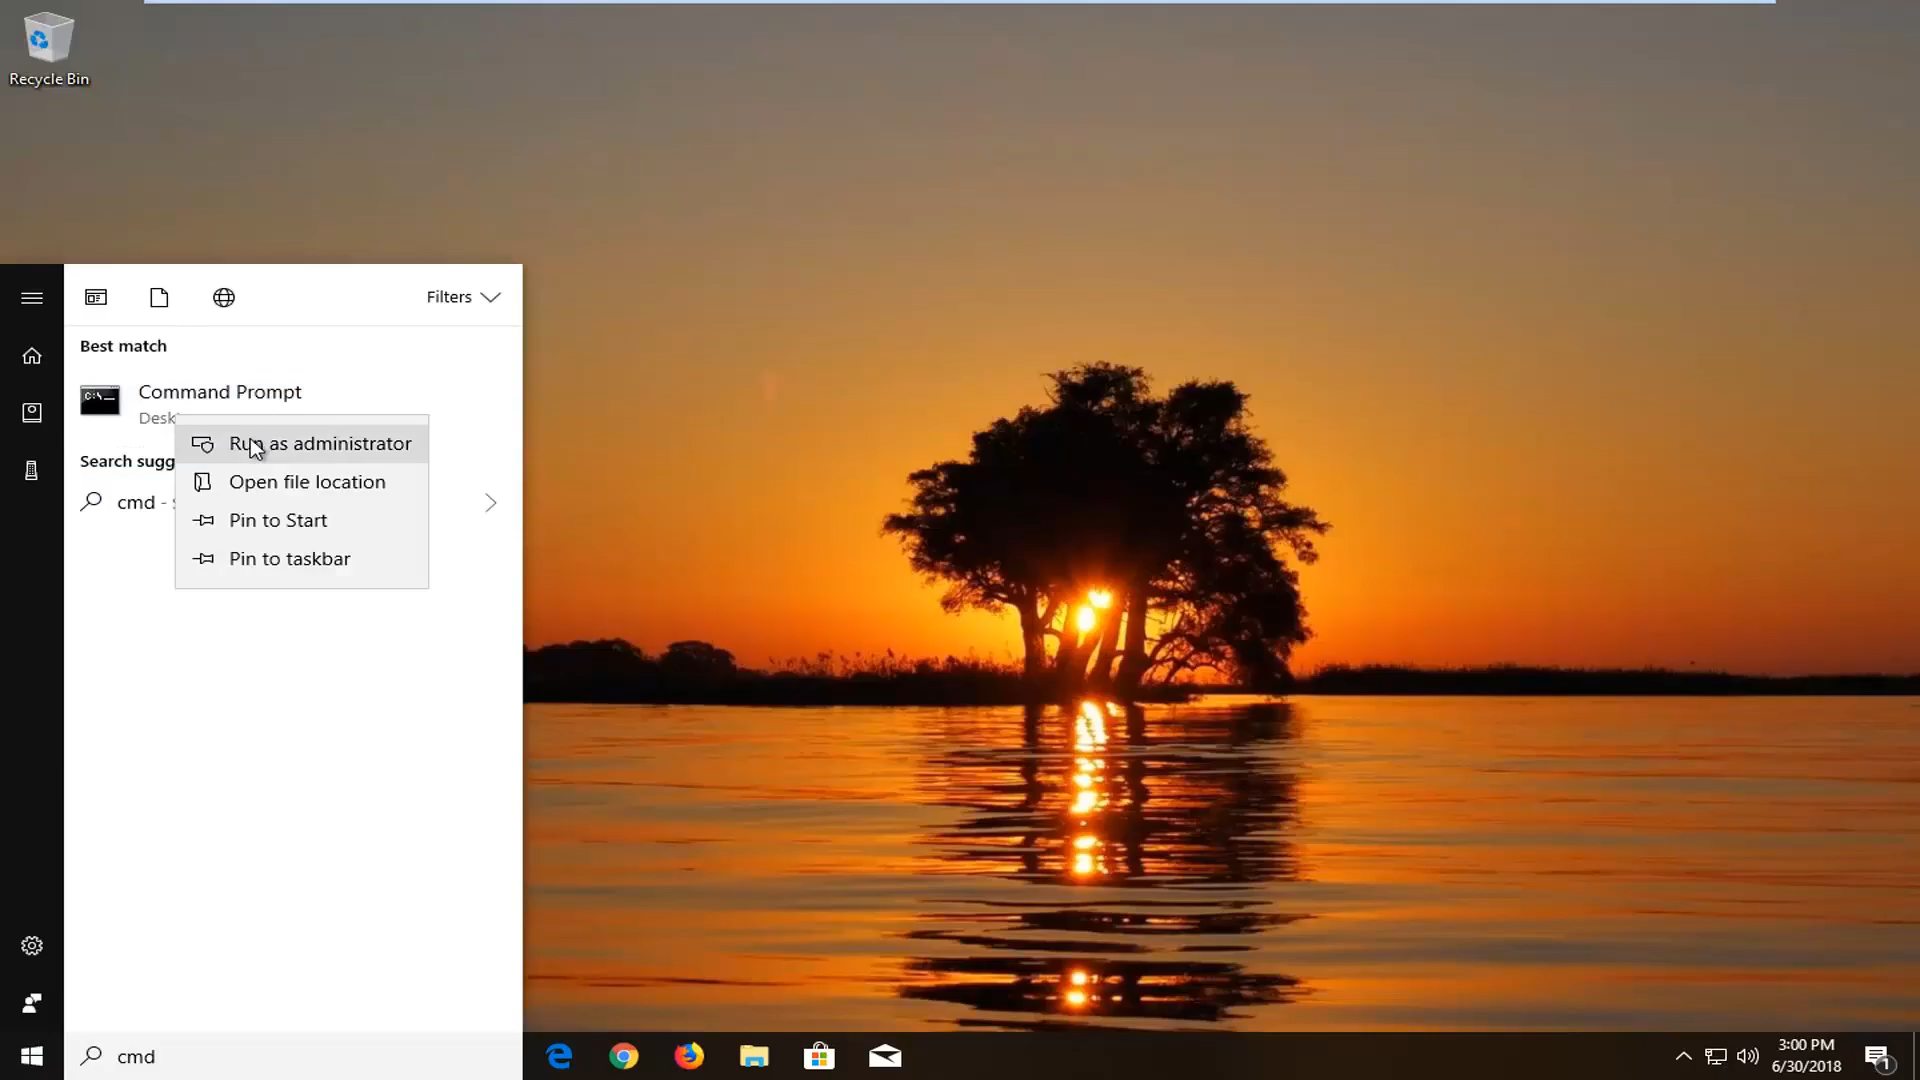 Recycle Bin
Filters
Best match
Command Prompt
Desk
Run as administrator
Search sugg
Open file location
cmd -
Pin to Start
Pin to taskbar
cmd
3:00 PM
6/30/2018
1